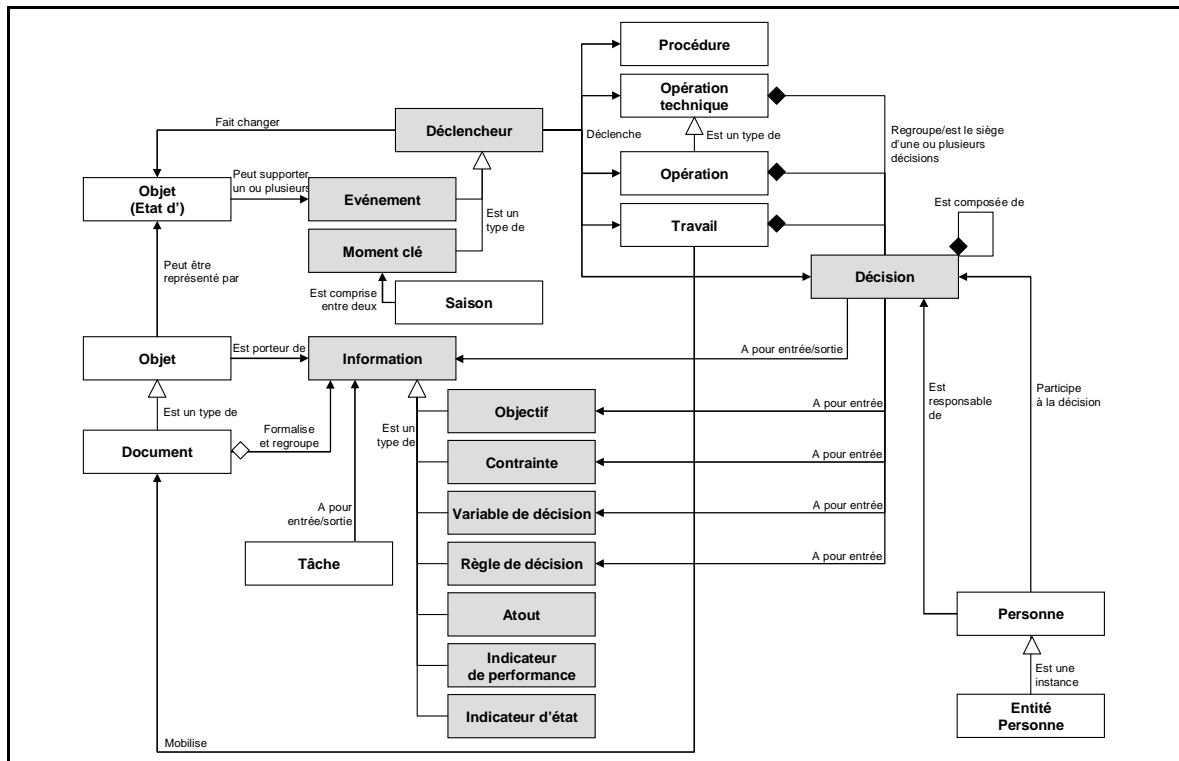 Procédure
Opération
technique
Fait changer
Déclencheur
Déclenche
Est un type de
Regroupe/est le siège
d'une ou plusieurs
décisions
Peut supporter
un ou plusieurs
Objet
(Etat d')
Evénement
Opération
Est un type de
Est composée de
Travail
Moment clé
Peut être
représenté par
Est comprise
entre deux
Saison
Décision
Objet
Est porteur de
Information
A pour entrée/sortie
Est un type de
Est un
type de
Objectif
A pour entrée
Est
responsable
de
Participe
à la décision
Document
Formalise
et regroupe
Contrainte
A pour entrée
A pour
entrée/sortie
Variable de décision
A pour entrée
Tâche
Règle de décision
A pour entrée
Atout
Personne
Indicateur
de performance
Est une
instance
Indicateur d'état
Entité
Personne
Mobilise